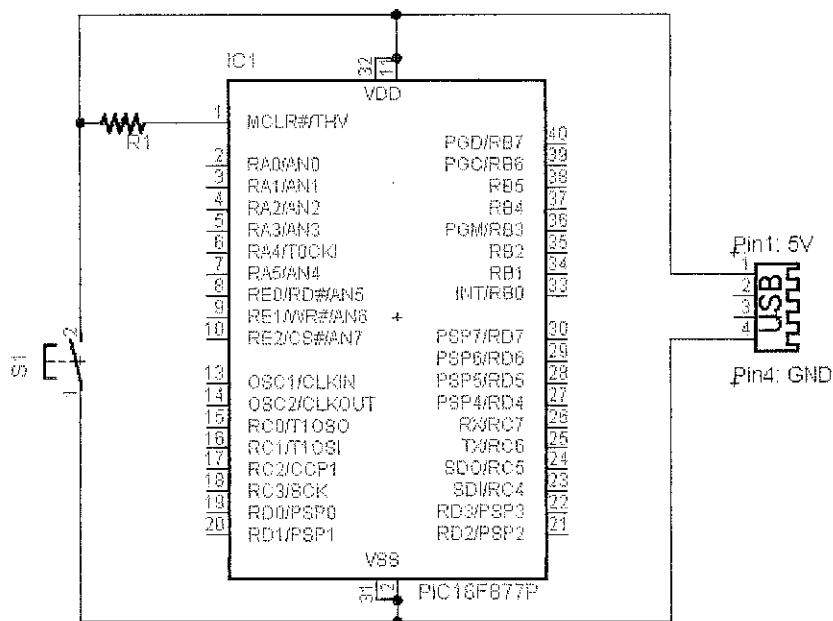 IC1
32
11
VDD
1 MCLR#/THV
R1
2 RA0/AN0
3 RA1/AN1
4 RA2/AN2
5 RA3/AN3
6 RA4/T0CKI
7 RA5/AN4
8 RE0/RD#/AN5
9 RE1/WR#/AN6
10 RE2/CS#/AN7
13 OSC1/CLKIN
14 OSC2/CLKOUT
15 RC0/T1OSO
16 RC1/T1OSI
17 RC2/CCP1
18 RC3/SCK
19 RD0/PSP0
20 RD1/PSP1
PGD/RB7 40
PGC/RB6 39
RB5 38
RB4 37
PGM/RB3 36
RB2 35
RB1 34
INT/RB0 33
PSP7/RD7 30
PSP6/RD6 29
PSP5/RD5 28
PSP4/RD4 27
RX/RC7 26
TX/RC6 25
SDO/RC5 24
SDI/RC4 23
RD3/PSP3 22
RD2/PSP2 21
VSS
31
12
PIC16F877P
S1
2
1
Pin1: 5V
1
2
3
4
USB
Pin4: GND